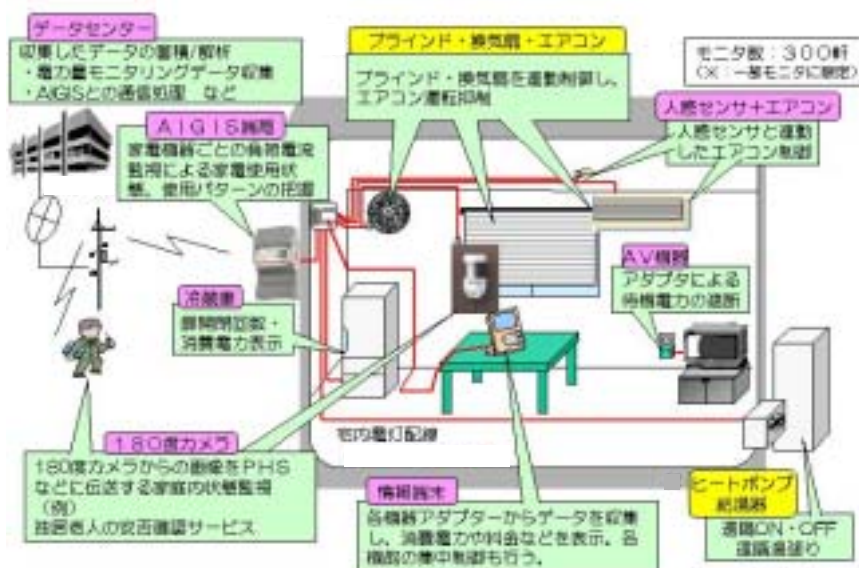 データセンター
収集したデータの蓄積/解析
・電力量モニタリングデータ収集
・AIGISとの通信処理 など
ブラインド・換気扇・エアコン
ブラインド・換気扇を連動制御し、
エアコン運転抑制
モニタ数:300軒
(※:一部モニタに限定)
AIGIS端局
家電機器ごとの負荷電流
監視による家電使用状
態、使用パターンの把握
人感センサ+エアコン
人感センサと連動
したエアコン制御
AV機器
アダプタによる
待機電力の遮断
冷蔵庫
扉開閉回数・
消費電力表示
180度カメラ
180度カメラからの画像をPHS
などに伝送する家庭内状態監視
(例)
独居老人の安否確認サービス
宅内電灯配線
情報端末
各機器アダプターからデータを収集
し、消費電力や料金などを表示。各
機器の集中制御も行う。
ヒートポンプ
給湯器
遠隔ON・OFF
遠隔湯張り